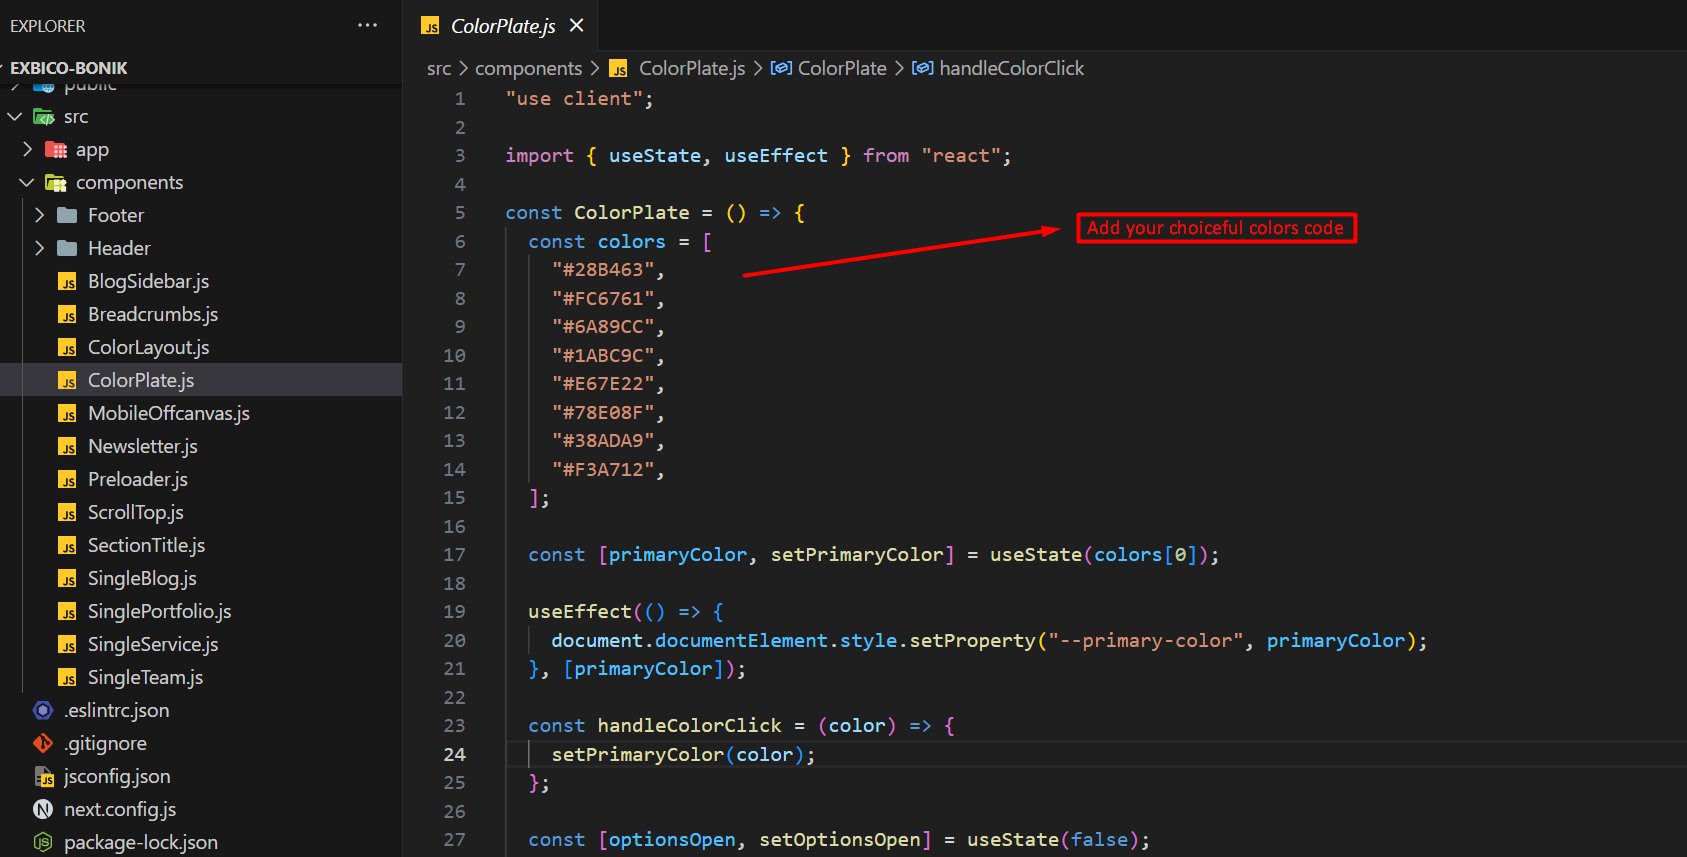 EXPLORER
···
EXBICO-BONIK
public
src
app
components
Footer
Header
BlogSidebar.js
Breadcrumbs.js
ColorLayout.js
ColorPlate.js
MobileOffcanvas.js
Newsletter.js
Preloader.js
ScrollTop.js
SectionTitle.js
SingleBlog.js
SinglePortfolio.js
SingleService.js
SingleTeam.js
.eslintrc.json
.gitignore
jsconfig.json
next.config.js
package-lock.json
JS ColorPlate.js ×
src > components > JS ColorPlate.js > ColorPlate > handleColorClick
1 "use client";
2
3 import { useState, useEffect } from "react";
4
5 const ColorPlate = () => {
6 const colors = [
7 "#28B463",
8 "#FC6761",
9 "#6A89CC",
10 "#1ABC9C",
11 "#E67E22",
12 "#78E08F",
13 "#38ADA9",
14 "#F3A712",
15 ];
16
17 const [primaryColor, setPrimaryColor] = useState(colors[0]);
18
19 useEffect(() => {
20 document.documentElement.style.setProperty("--primary-color", primaryColor);
21 }, [primaryColor]);
22
23 const handleColorClick = (color) => {
24 setPrimaryColor(color);
25 };
26
27 const [optionsOpen, setOptionsOpen] = useState(false);
Add your choiceful colors code